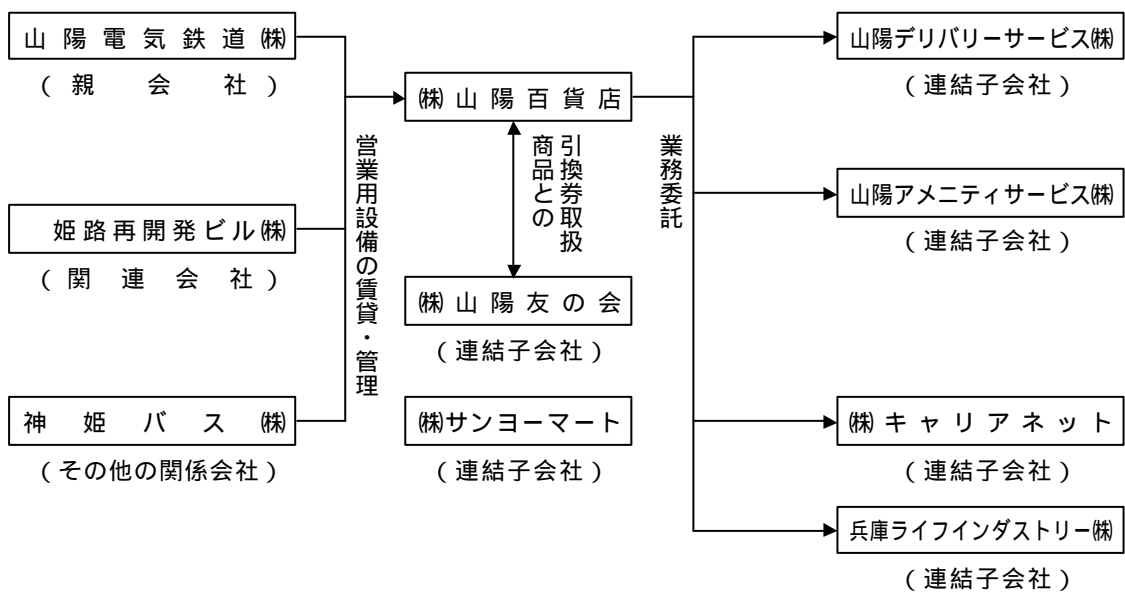 山陽電気鉄道㈱
(親会社)
姫路再開発ビル㈱
(関連会社)
神姫バス㈱
(その他の関係会社)
営業用設備の賃貸・管理
㈱山陽百貨店
商品との
引換券取扱
㈱山陽友の会
(連結子会社)
㈱サンヨーマート
(連結子会社)
業務委託
山陽デリバリーサービス㈱
(連結子会社)
山陽アメニティサービス㈱
(連結子会社)
㈱キャリアネット
(連結子会社)
兵庫ライフインダストリー㈱
(連結子会社)